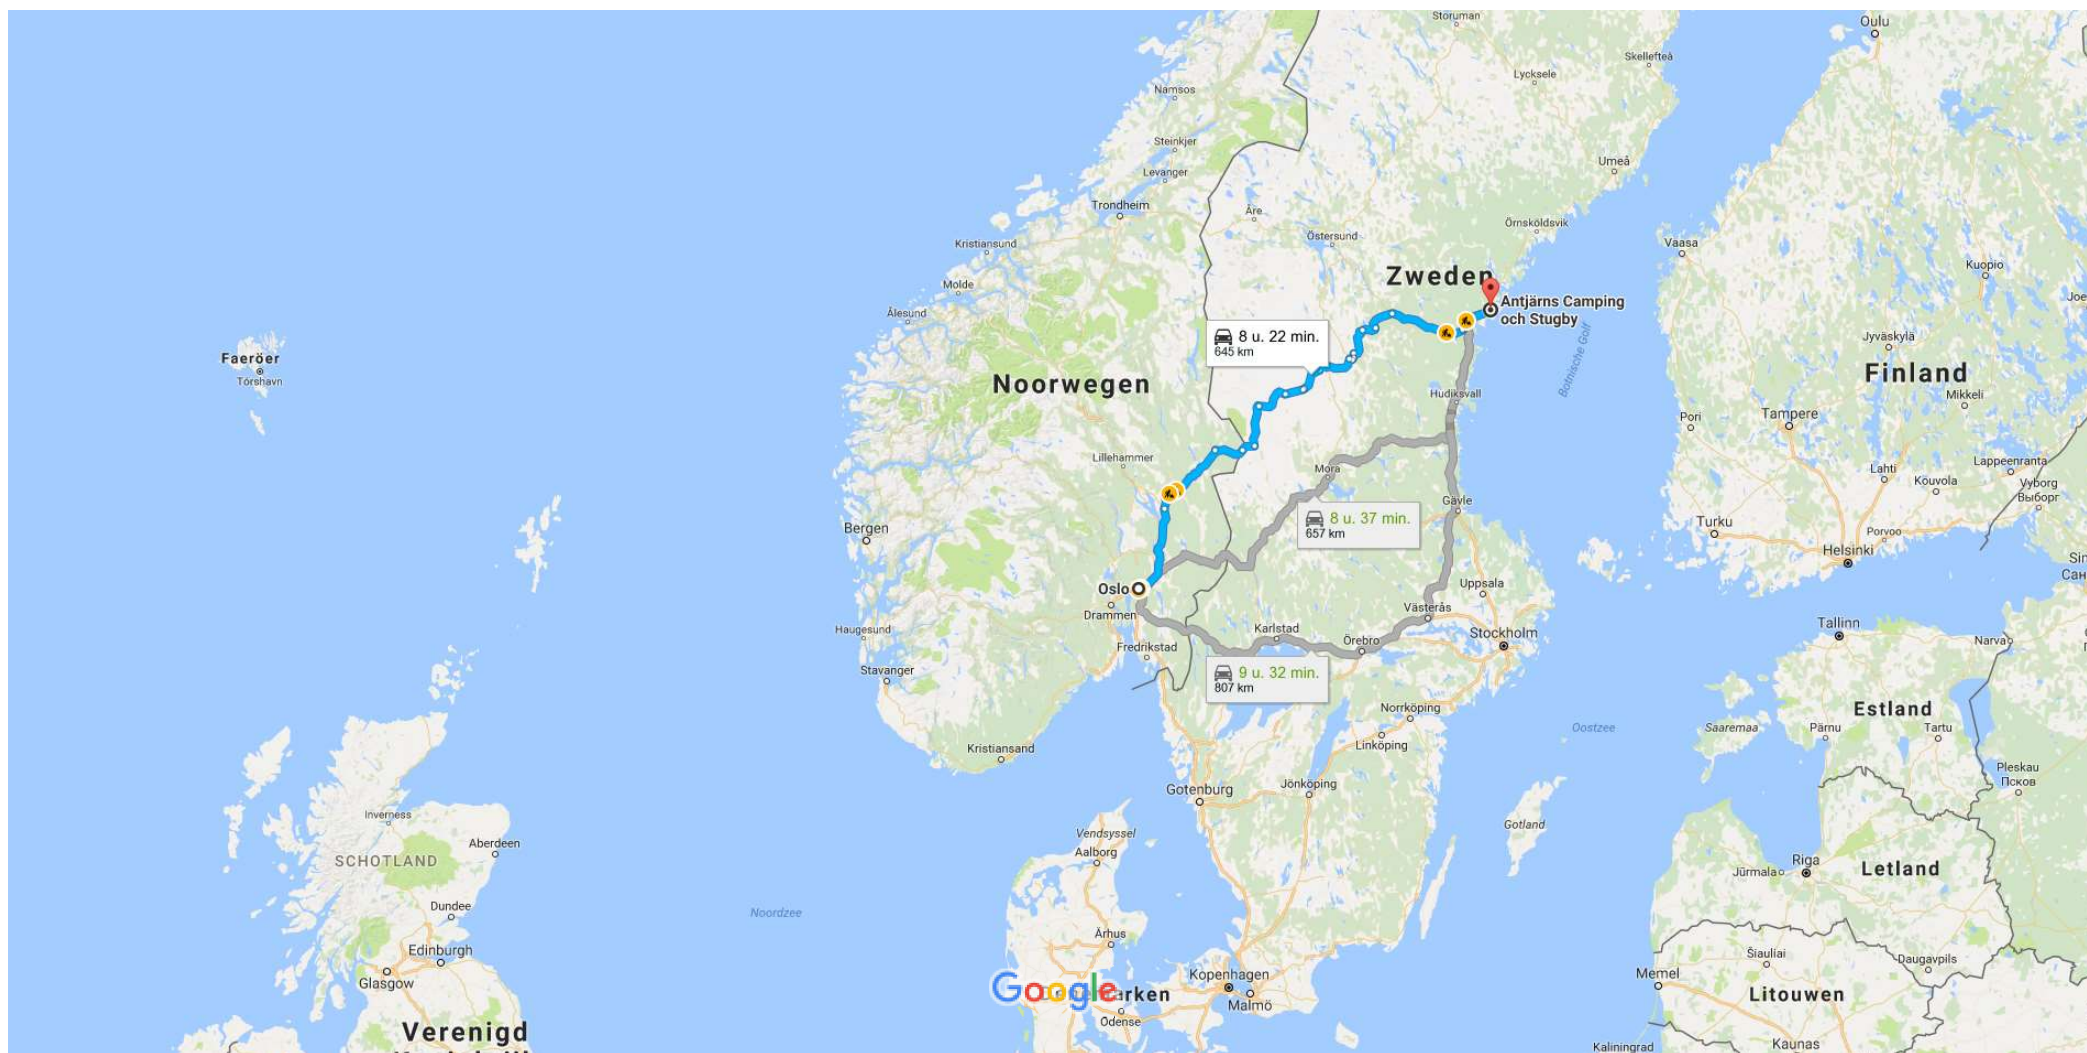 Storuman
Oulu
Skellefteå
Lycksele
Namsos
Steinkjer
Levanger
Umeå
Trondheim
Åre
Örnsköldsvik
Östersund
Kristiansund
Vaasa
Kuopio
Zweden
Molde
Antjärns Camping
och Stugby
Joe
Ålesund
8 u. 22 min.
645 km
Jyväskylä
Faeröer
Tórshavn
Botnische Golf
Finland
Noorwegen
Hudiksvall
Mikkeli
Pori
Tampere
Lillehammer
Mora
Lahti
Lappeenranta
Kouvola
Vyborg
Выборг
Gävle
8 u. 37 min.
657 km
Bergen
Turku
Porvoo
Helsinki
Sin
Сан
Oslo
Uppsala
Drammen
Västerås
Tallinn
Haugesund
Karlstad
Örebro
Stockholm
Narva
Fredrikstad
Stavanger
9 u. 32 min.
807 km
Norrköping
Estland
Oostzee
Saaremaa
Pärnu
Tartu
Kristiansand
Linköping
Pleskau
Псков
Jönköping
Gotenburg
Inverness
Gotland
Vendsyssel
Aberdeen
Aalborg
SCHOTLAND
Riga
Jūrmala
Letland
Dundee
Noordzee
Århus
Edinburgh
Šiauliai
Daugavpils
Glasgow
Kopenhagen
Memel
Google
arken
Malmö
Litouwen
Odense
Verenigd
Kaliningrad
Kaunas